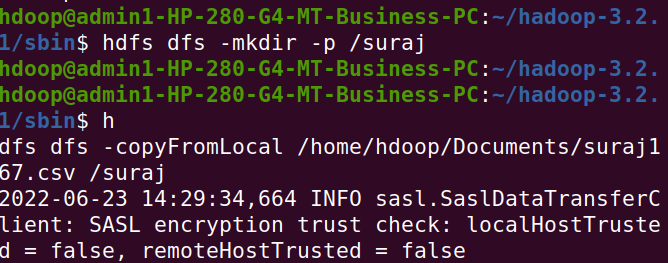 hdoop@admin1-HP-280-G4-MT-Business-PC:~/hadoop-3.2.
1/sbin$ hdfs dfs -mkdir -p /suraj
hdoop@admin1-HP-280-G4-MT-Business-PC:~/hadoop-3.2.
hdoop@admin1-HP-280-G4-MT-Business-PC:~/hadoop-3.2.
1/sbin$ h
dfs dfs -copyFromLocal /home/hdoop/Documents/suraj1
67.csv /suraj
2022-06-23 14:29:34,664 INFO sasl.SaslDataTransferC
lient: SASL encryption trust check: localHostTruste
d = false, remoteHostTrusted = false